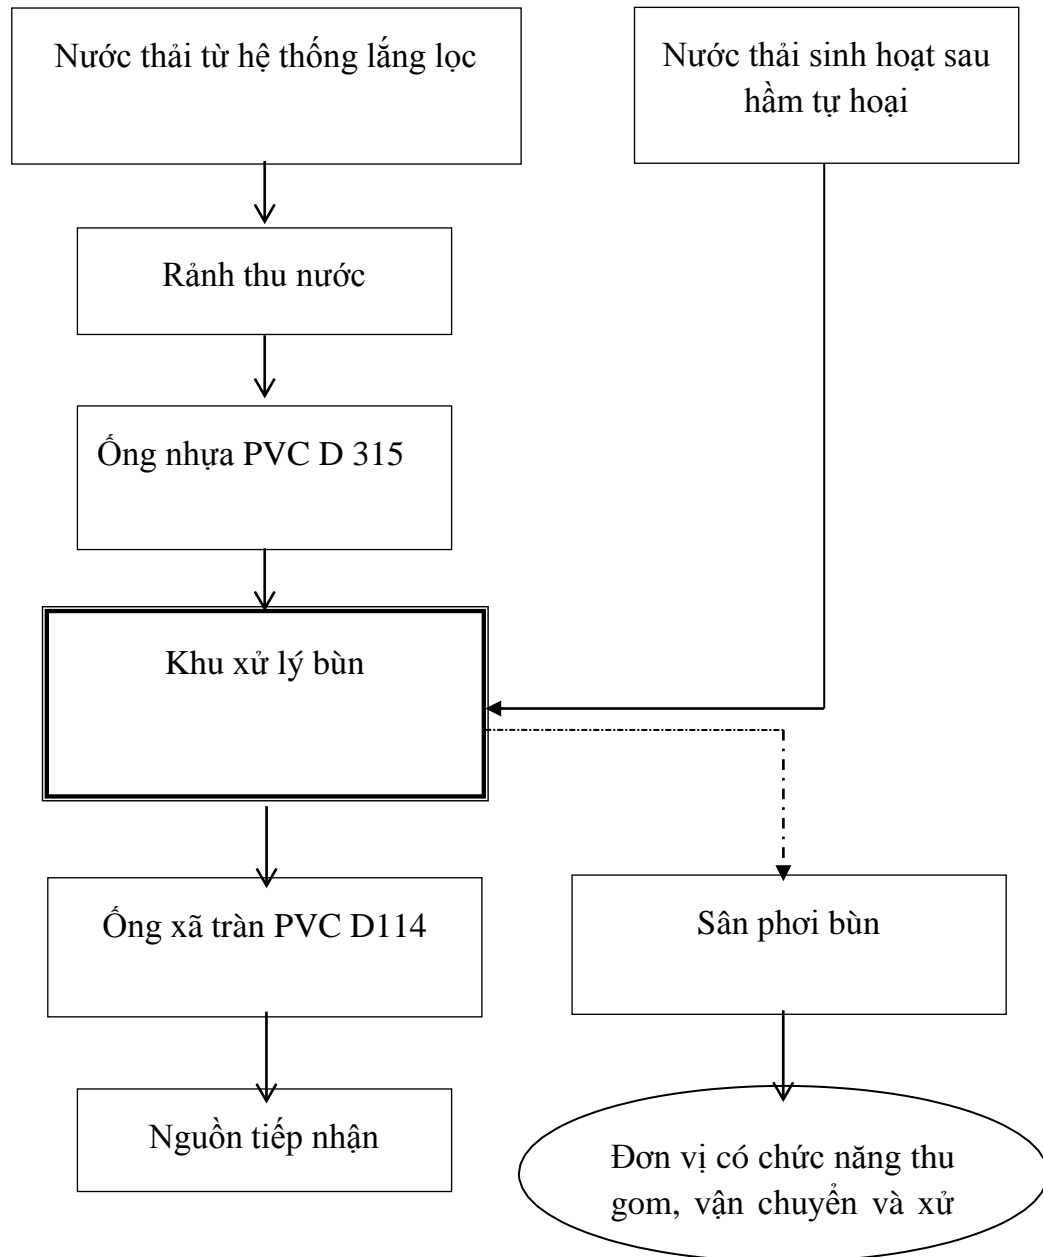 Nước thải từ hệ thống lắng lọc
Nước thải sinh hoạt sau
hầm tự hoại
Rảnh thu nước
Ống nhựa PVC D 315
Khu xử lý bùn
Ống xã tràn PVC D114
Sân phơi bùn
Nguồn tiếp nhận
Đơn vị có chức năng thu
gom, vận chuyển và xử